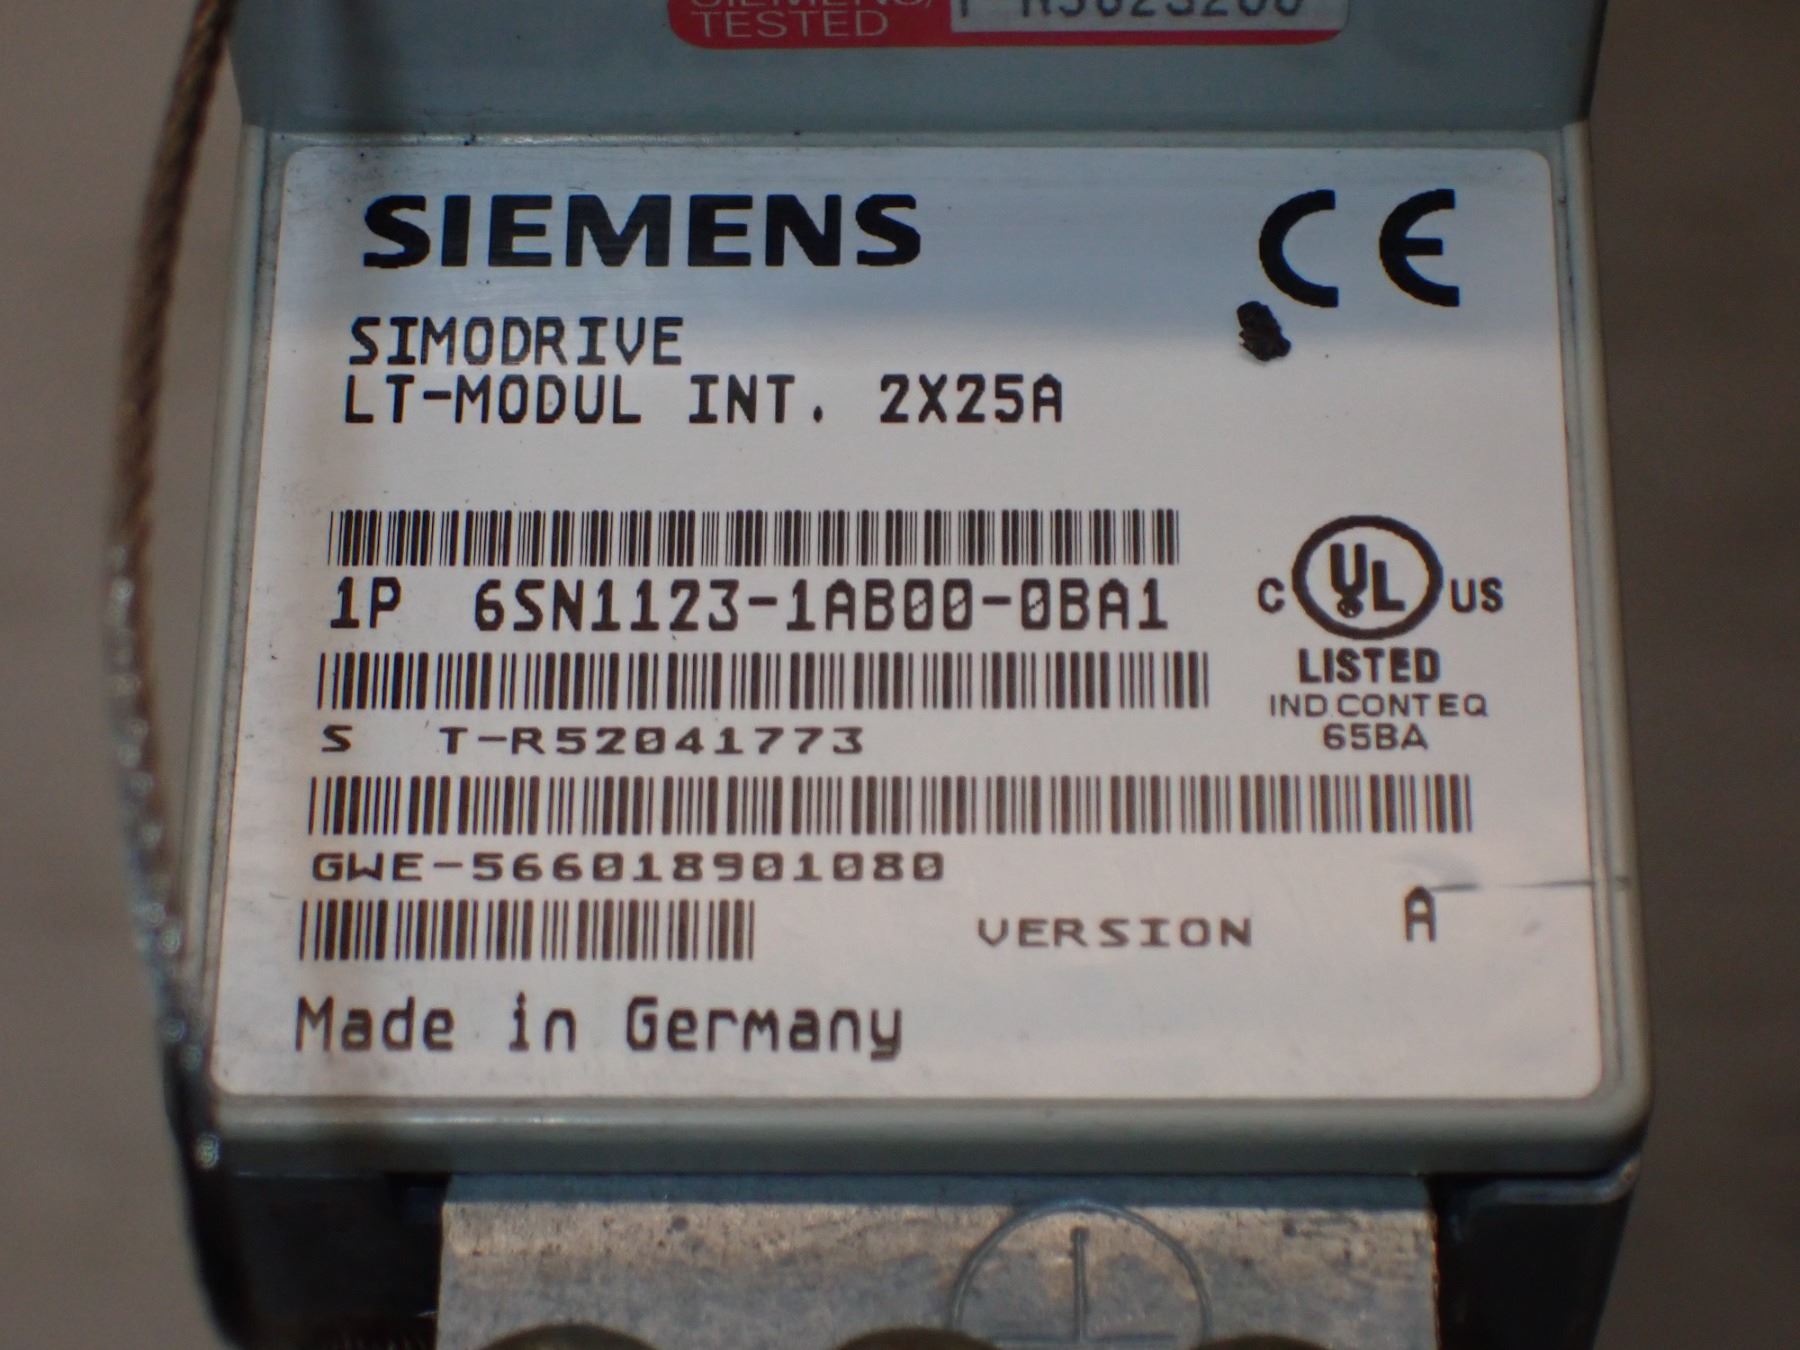 TESTED
SIEMENS
CE
SIMODRIVE
LT-MODUL INT. 2X25A
1P 6SN1123-1AB00-0BA1
C UL US
LISTED
IND.CONT.EQ
65BA
S T-R52041773
GWE-566018901080
VERSION A
Made in Germany